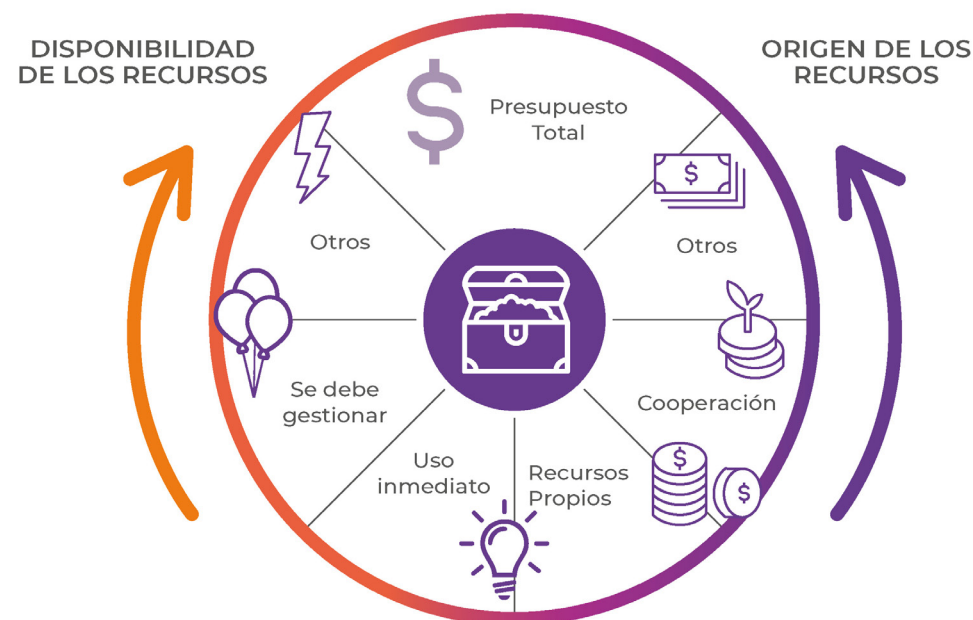 DISPONIBILIDAD
DE LOS RECURSOS
ORIGEN DE LOS
RECURSOS
$
Presupuesto
Total
$
Otros
Otros
Se debe
gestionar
Cooperación
Uso
inmediato
Recursos
Propios
$
$